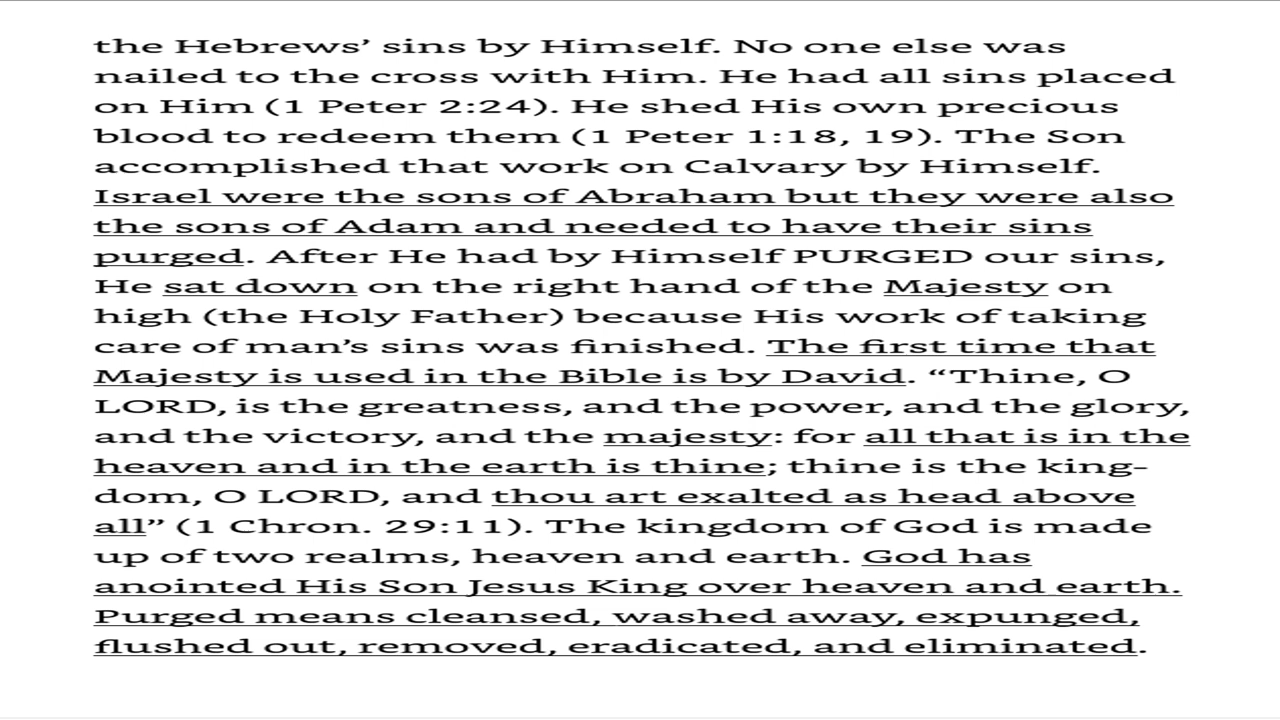 the Hebrews’ sins by Himself. No one else was
nailed to the cross with Him. He had all sins placed
on Him (1 Peter 2:24). He shed His own precious
blood to redeem them (1 Peter 1:18, 19). The Son
accomplished that work on Calvary by Himself.
Israel were the sons of Abraham but they were also
the sons of Adam and needed to have their sins
purged. After He had by Himself PURGED our sins,
He sat down on the right hand of the Majesty on
high (the Holy Father) because His work of taking
care of man’s sins was finished. The first time that
Majesty is used in the Bible is by David. “Thine, O
LORD, is the greatness, and the power, and the glory,
and the victory, and the majesty: for all that is in the
heaven and in the earth is thine; thine is the king-
dom, O LORD, and thou art exalted as head above
all” (1 Chron. 29:11). The kingdom of God is made
up of two realms, heaven and earth. God has
anointed His Son Jesus King over heaven and earth.
Purged means cleansed, washed away, expunged,
flushed out, removed, eradicated, and eliminated.